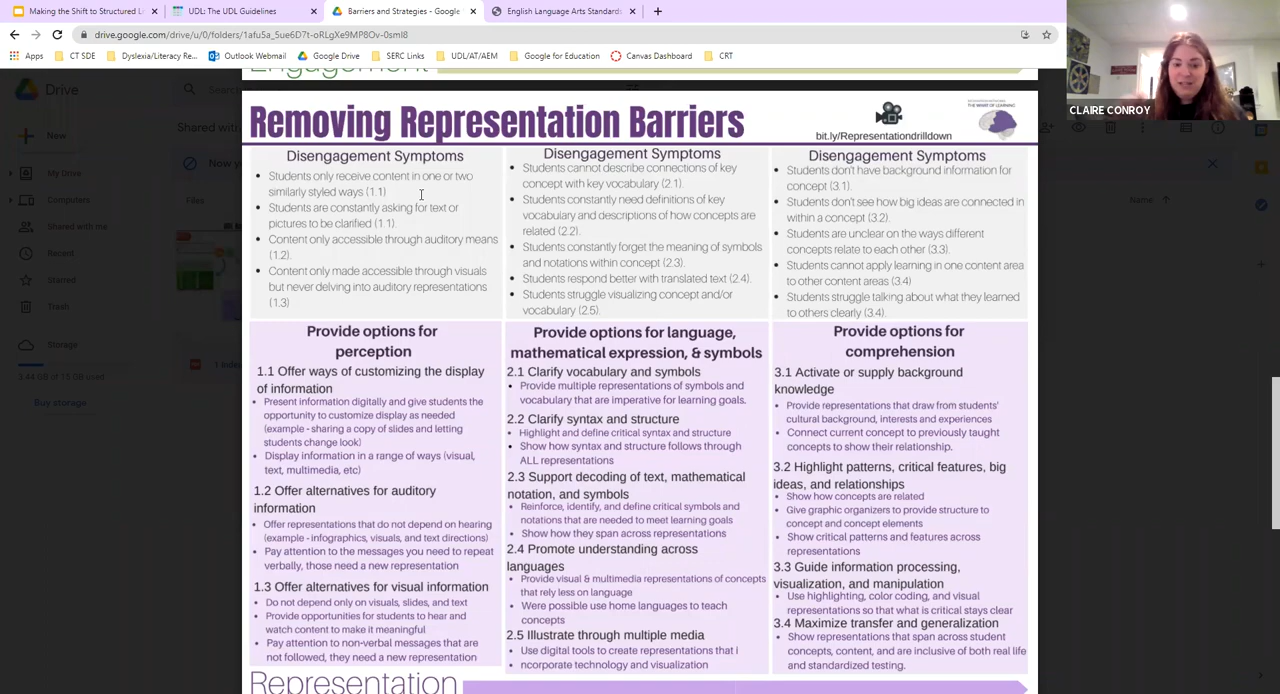 Making the Shift to Structured L
UDL: The UDL Guidelines
Barriers and Strategies - Google
English Language Arts Standards
drive.google.com/drive/u/0/folders/1afu5a_5ue6D7t-oRLgXe9MP8Ov-0smI8
Apps
CT SDE
Dyslexia/Literacy Re...
Outlook Webmail
Google Drive
SERC Links
UDL/AT/AEM
Google for Education
Canvas Dashboard
CRT
CLAIRE CONROY
Engagement
Drive
New
My Drive
Computers
Shared with me
Recent
Starred
Trash
Storage
Buy storage
Shared with
Files
Name
Removing Representation Barriers
bit.ly/Representationdrilldown
Disengagement Symptoms
Students only receive content in one or two
similarly styled ways (1.1)
Students are constantly asking for text or
pictures to be clarified (1.1).
Content only accessible through auditory means
(1.2).
Content only made accessible through visuals
but never delving into auditory representations
(1.3)
Disengagement Symptoms
Students cannot describe connections of key
concept with key vocabulary (2.1).
Students constantly need definitions of key
vocabulary and descriptions of how concepts are
related (2.2).
Students constantly forget the meaning of symbols
and notations within concept (2.3).
Students respond better with translated text (2.4).
Students struggle visualizing concept and/or
vocabulary (2.5).
Disengagement Symptoms
Students don't have background information for
concept (3.1).
Students don't see how big ideas are connected in
within a concept (3.2).
Students are unclear on the ways different
concepts relate to each other (3.3).
Students cannot apply learning in one content area
to other content areas (3.4)
Students struggle talking about what they learned
to others clearly (3.4).
Provide options for
perception
1.1 Offer ways of customizing the display
of information
Present information digitally and give students the
opportunity to customize display as needed
(example - sharing a copy of slides and letting
students change look)
Display information in a range of ways (visual,
text, multimedia, etc)
1.2 Offer alternatives for auditory
information
Offer representations that do not depend on hearing
(example - infographics, visuals, and text directions)
Pay attention to the messages you need to repeat
verbally, those need a new representation
1.3 Offer alternatives for visual information
Do not depend only on visuals, slides, and text
Provide opportunities for students to hear and
watch content to make it meaningful
Pay attention to non-verbal messages that are
not followed, they need a new representation
Provide options for language,
mathematical expression, & symbols
2.1 Clarify vocabulary and symbols
Provide multiple representations of symbols and
vocabulary that are imperative for learning goals.
2.2 Clarify syntax and structure
Highlight and define critical syntax and structure
Show how syntax and structure follows through
ALL representations
2.3 Support decoding of text, mathematical
notation, and symbols
Reinforce, identify, and define critical symbols and
notations that are needed to meet learning goals
Show how they span across representations
2.4 Promote understanding across
languages
Provide visual & multimedia representations of concepts
that rely less on language
Were possible use home languages to teach
concepts
2.5 Illustrate through multiple media
Use digital tools to create representations that i
ncorporate technology and visualization
Provide options for
comprehension
3.1 Activate or supply background
knowledge
Provide representations that draw from students'
cultural background, interests and experiences
Connect current concept to previously taught
concepts to show their relationship.
3.2 Highlight patterns, critical features, big
ideas, and relationships
Show how concepts are related
Give graphic organizers to provide structure to
concept and concept elements
Show critical patterns and features across
representations
3.3 Guide information processing,
visualization, and manipulation
Use highlighting, color coding, and visual
representations so that what is critical stays clear
3.4 Maximize transfer and generalization
Show representations that span across student
concepts, content, and are inclusive of both real life
and standardized testing.
Representation